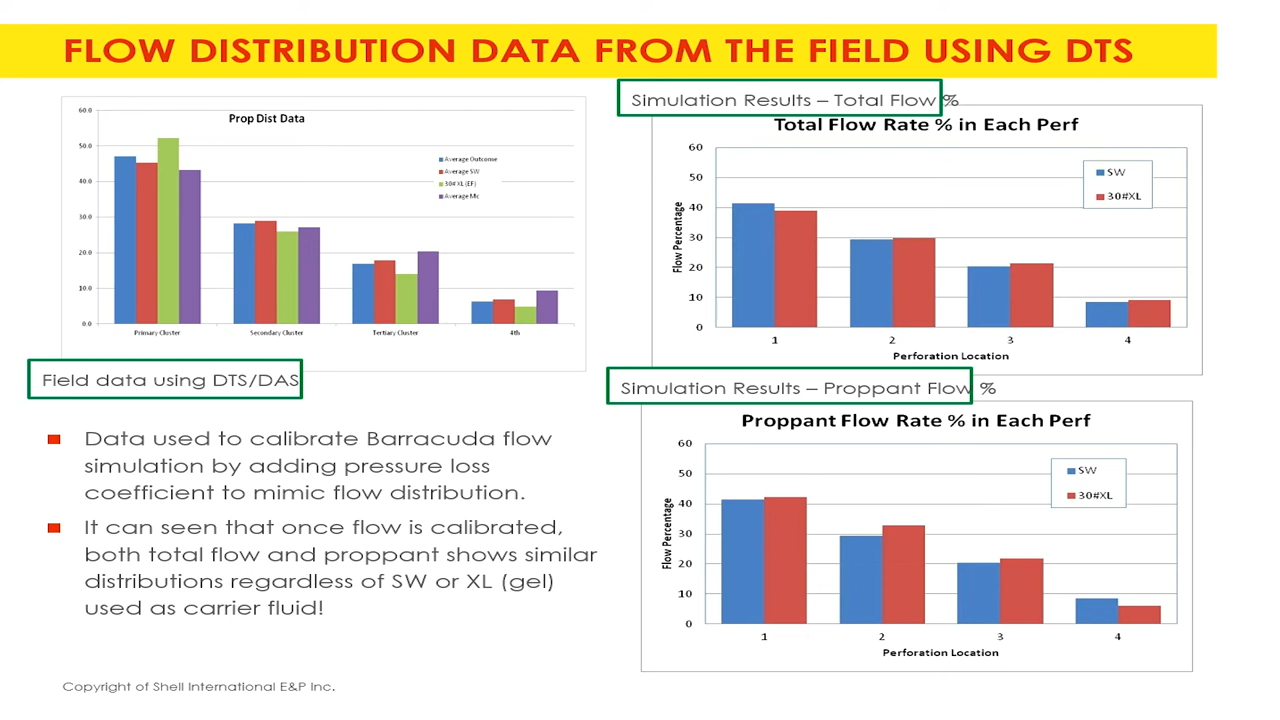 FLOW DISTRIBUTION DATA FROM THE FIELD USING DTS
Prop Dist Data
60.0
50.0
40.0
30.0
20.0
10.0
0.0
Average Outcome
Average SW
30# XL (EF)
Average Mc
Primary Cluster
Secondary Cluster
Tertiary Cluster
4th
Field data using DTS/DAS
Data used to calibrate Barracuda flow
simulation by adding pressure loss
coefficient to mimic flow distribution.
It can seen that once flow is calibrated,
both total flow and proppant shows similar
distributions regardless of SW or XL (gel)
used as carrier fluid!
Simulation Results – Total Flow %
Total Flow Rate % in Each Perf
Flow Percentage
60
50
40
30
20
10
0
SW
30#XL
1
2
3
4
Perforation Location
Simulation Results – Proppant Flow %
Proppant Flow Rate % in Each Perf
Flow Percentage
60
50
40
30
20
10
0
SW
30#XL
1
2
3
4
Perforation Location
Copyright of Shell International E&P Inc.